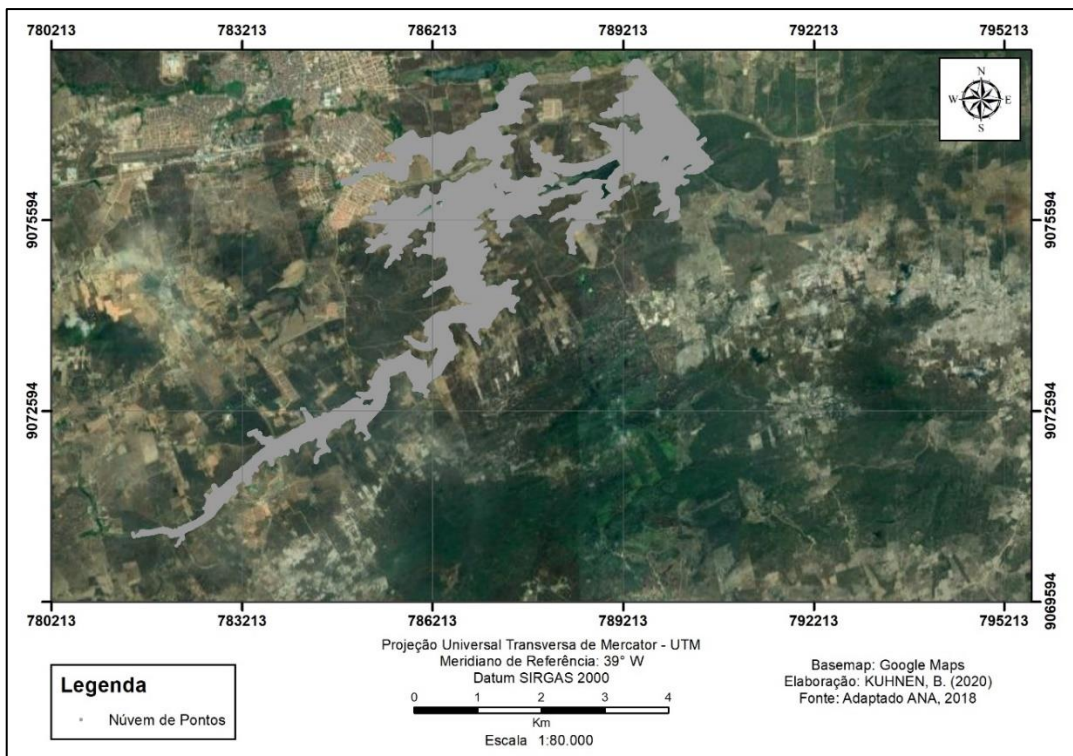 780213 783213 786213 789213 792213 795213
N
W E
S
9075594 9075594
9072594 9072594
9069594
780213 783213 786213 789213 792213 795213
Projeção Universal Transversa de Mercator - UTM
Meridiano de Referência: 39° W
Datum SIRGAS 2000
0 1 2 3 4
Km
Escala 1:80.000
Legenda
Núvem de Pontos
Basemap: Google Maps
Elaboração: KUHNEN, B. (2020)
Fonte: Adaptado ANA, 2018